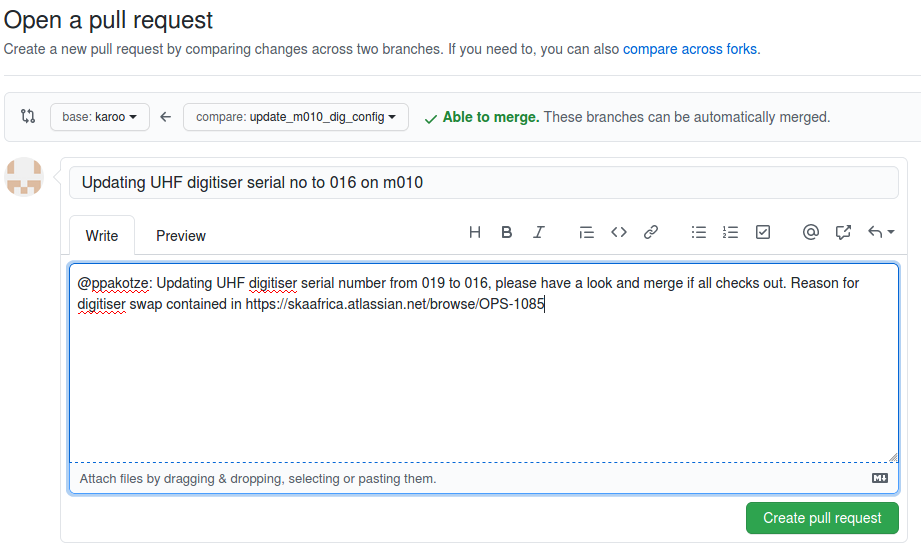 Open a pull request
Create a new pull request by comparing changes across two branches. If you need to, you can also compare across forks.
base: karoo
compare: update_m010_dig_config
Able to merge. These branches can be automatically merged.
Updating UHF digitiser serial no to 016 on m010
Write
Preview
H B I
@ppakotze: Updating UHF digitiser serial number from 019 to 016, please have a look and merge if all checks out. Reason for
digitiser swap contained in https://skaafrica.atlassian.net/browse/OPS-1085
Attach files by dragging & dropping, selecting or pasting them.
Create pull request